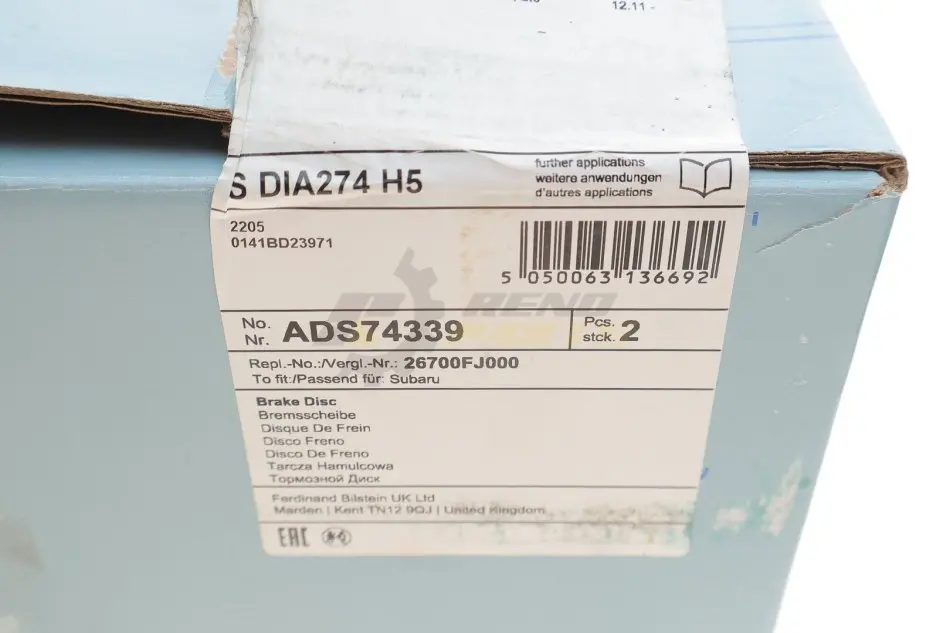 12.11 -
S DIA274 H5
further applications
weitere anwendungen
d'autres applications
2205
0141BD23971
5 050063 136692
No.
Nr.
ADS74339
Pcs.
stck.
2
Repl.-No.:/Vergl.-Nr.: 26700FJ000
To fit:/Passend für: Subaru
Brake Disc
Bremsscheibe
Disque De Frein
Disco Freno
Disco De Freno
Tarcza Hamulcowa
Тормозной Диск
Ferdinand Bilstein UK Ltd
Marden | Kent TN12 9QJ | United Kingdom
EAC
RENO